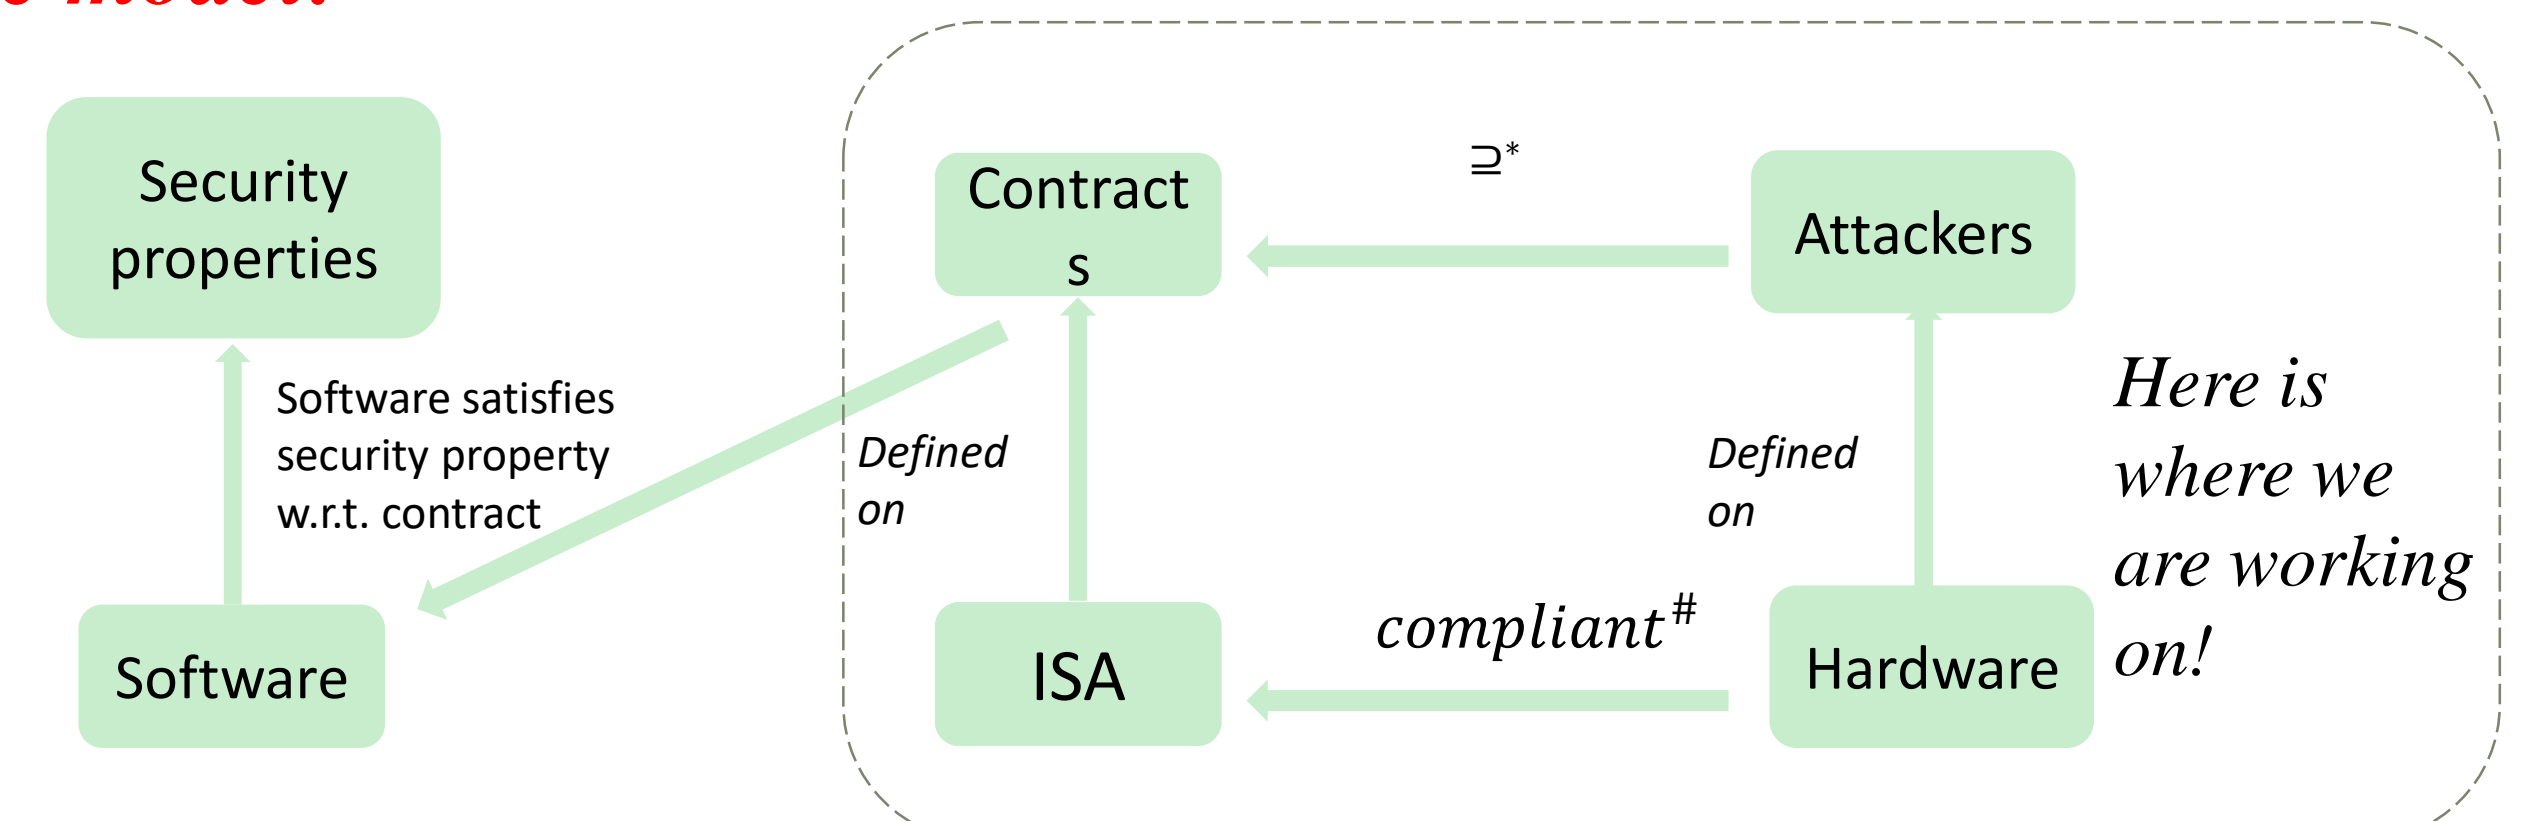 model.
Security
properties
Contract
s
⊇*
Attackers
Software satisfies
security property
w.r.t. contract
Defined
on
Defined
on
Here is
where we
are working
on!
Software
ISA
compliant#
Hardware